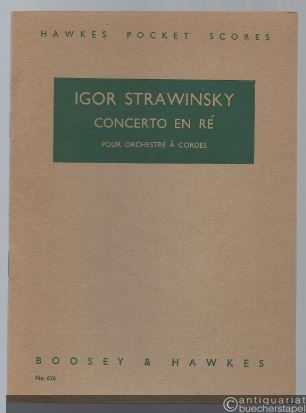 HAWKES POCKET SCORES
IGOR STRAWINSKY
CONCERTO EN RÉ
POUR ORCHESTRE À CORDES
BOOSEY & HAWKES
No. 626
antiquariat
buecherstapel